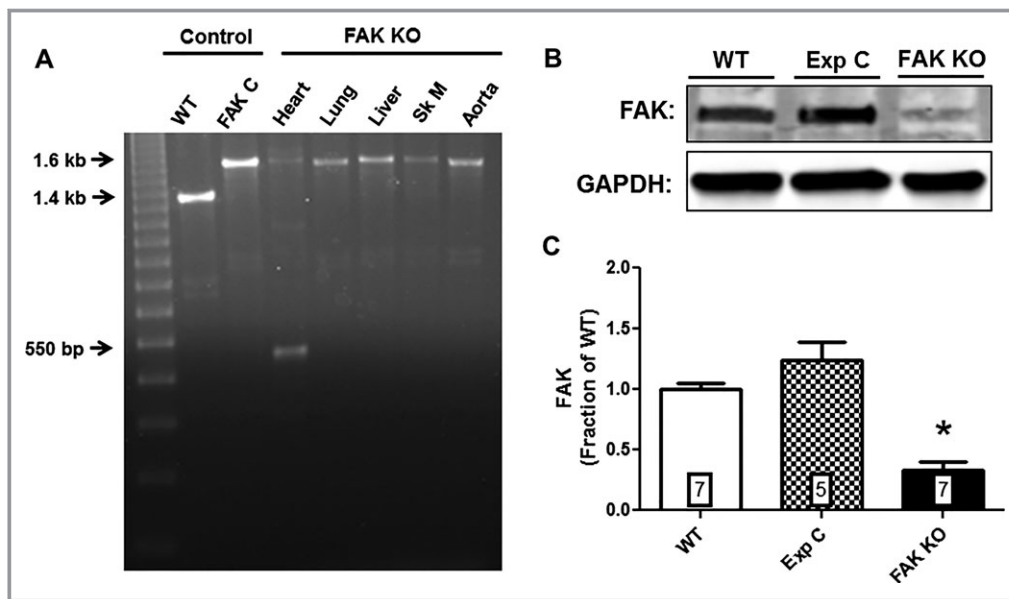 A
Control
FAK KO
WT
FAK C
Heart
Lung
Liver
Sk M
Aorta
1.6 kb
1.4 kb
550 bp
B
WT
Exp C
FAK KO
FAK:
GAPDH:
C
FAK
(Fraction of WT)
2.0
1.5
1.0
0.5
0.0
*
7
5
7
WT
Exp C
FAK KO